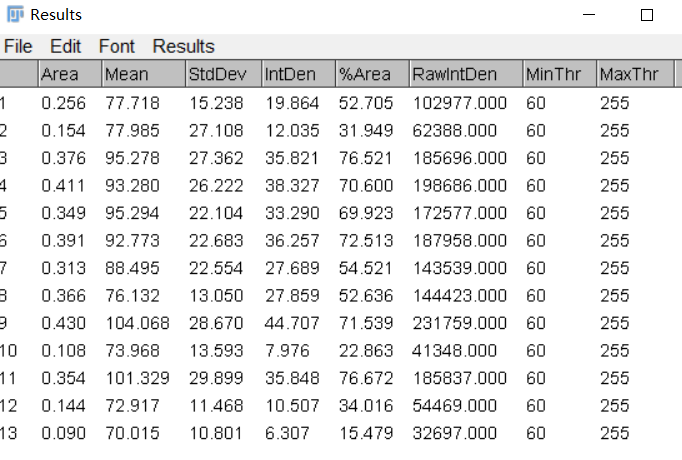 Results
File Edit Font Results
Area Mean StdDev IntDen %Area RawIntDen MinThr MaxThr
1 0.256 77.718 15.238 19.864 52.705 102977.000 60 255
2 0.154 77.985 27.108 12.035 31.949 62388.000 60 255
3 0.376 95.278 27.362 35.821 76.521 185696.000 60 255
4 0.411 93.280 26.222 38.327 70.600 198686.000 60 255
5 0.349 95.294 22.104 33.290 69.923 172577.000 60 255
6 0.391 92.773 22.683 36.257 72.513 187958.000 60 255
7 0.313 88.495 22.554 27.689 54.521 143539.000 60 255
8 0.366 76.132 13.050 27.859 52.636 144423.000 60 255
9 0.430 104.068 28.670 44.707 71.539 231759.000 60 255
10 0.108 73.968 13.593 7.976 22.863 41348.000 60 255
11 0.354 101.329 29.899 35.848 76.672 185837.000 60 255
12 0.144 72.917 11.468 10.507 34.016 54469.000 60 255
13 0.090 70.015 10.801 6.307 15.479 32697.000 60 255